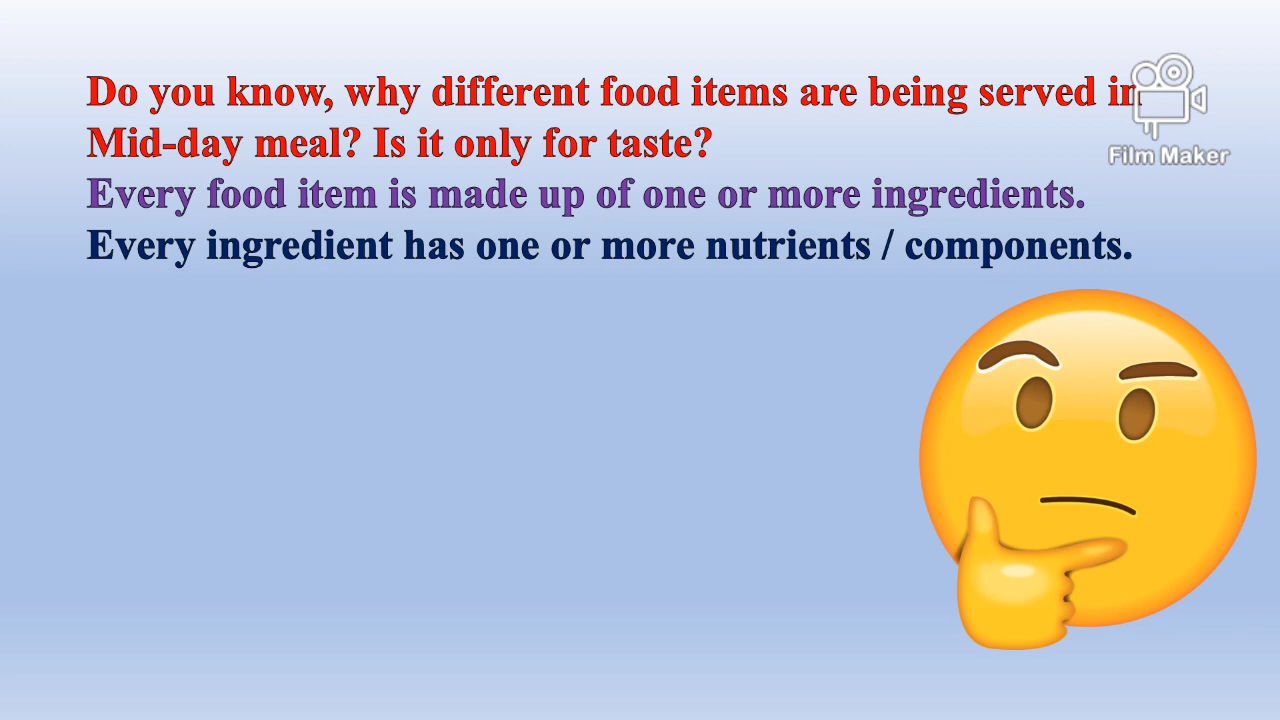 Do you know, why different food items are being served in
Mid-day meal? Is it only for taste?
Every food item is made up of one or more ingredients.
Every ingredient has one or more nutrients / components.
Film Maker